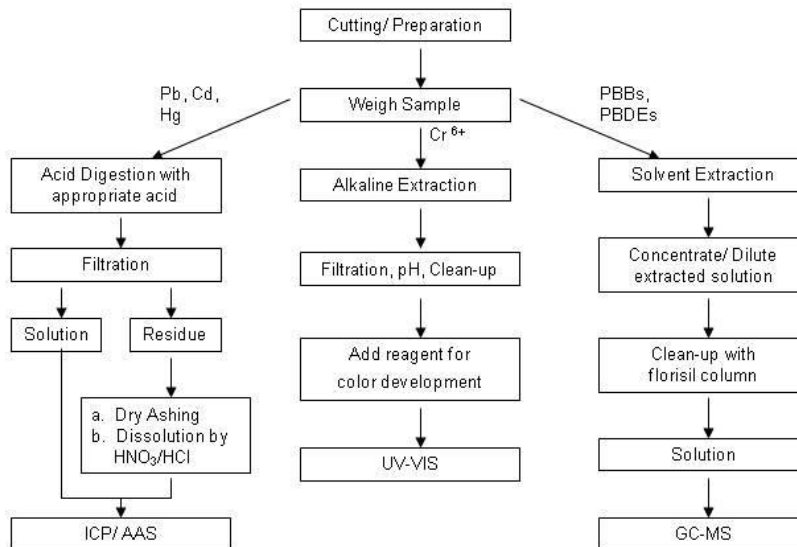 Cutting/ Preparation
Weigh Sample
Pb, Cd,
Hg
Cr 6+
PBBs,
PBDEs
Acid Digestion with
appropriate acid
Filtration
Solution
Residue
a. Dry Ashing
b. Dissolution by
HNO3/HCl
ICP/ AAS
Alkaline Extraction
Filtration, pH, Clean-up
Add reagent for
color development
UV-VIS
Solvent Extraction
Concentrate/ Dilute
extracted solution
Clean-up with
florisil column
Solution
GC-MS